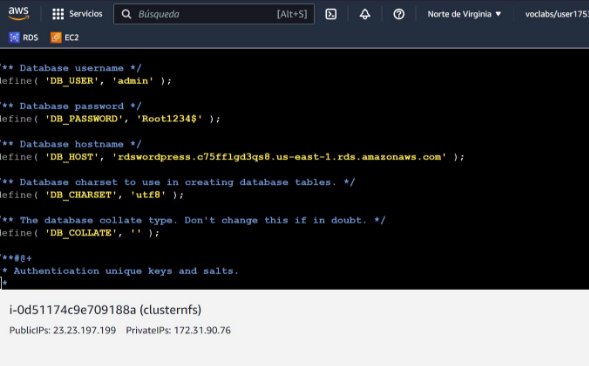 aws Servicios Búsqueda [Alt+S] Norte de Virginia ▼ voclabs/user1753
RDS EC2
/** Database username */
define( 'DB_USER', 'admin' );
/** Database password */
define( 'DB_PASSWORD', 'Root1234$' );
/** Database hostname */
define( 'DB_HOST', 'rdswordpress.c75fflgd3qs8.us-east-1.rds.amazonaws.com' );
/** Database charset to use in creating database tables. */
define( 'DB_CHARSET', 'utf8' );
/** The database collate type. Don't change this if in doubt. */
define( 'DB_COLLATE', '' );
/**#@+
* Authentication unique keys and salts.
*
i-0d51174c9e709188a (clusternfs)
PublicIPs: 23.23.197.199 PrivateIPs: 172.31.90.76